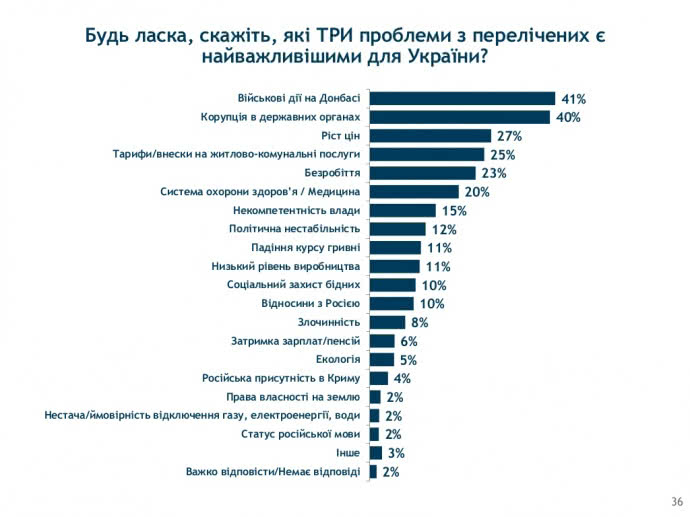 Будь ласка, скажіть, які ТРИ проблеми з перелічених є
найважливішими для України?
Військові дії на Донбасі 41%
Корупція в державних органах 40%
Ріст цін 27%
Тарифи/внески на житлово-комунальні послуги 25%
Безробіття 23%
Система охорони здоров'я / Медицина 20%
Некомпетентність влади 15%
Політична нестабільність 12%
Падіння курсу гривні 11%
Низький рівень виробництва 11%
Соціальний захист бідних 10%
Відносини з Росією 10%
Злочинність 8%
Затримка зарплат/пенсій 6%
Екологія 5%
Російська присутність в Криму 4%
Права власності на землю 2%
Нестача/ймовірність відключення газу, електроенергії, води 2%
Статус російської мови 2%
Інше 3%
Важко відповісти/Немає відповіді 2%
36